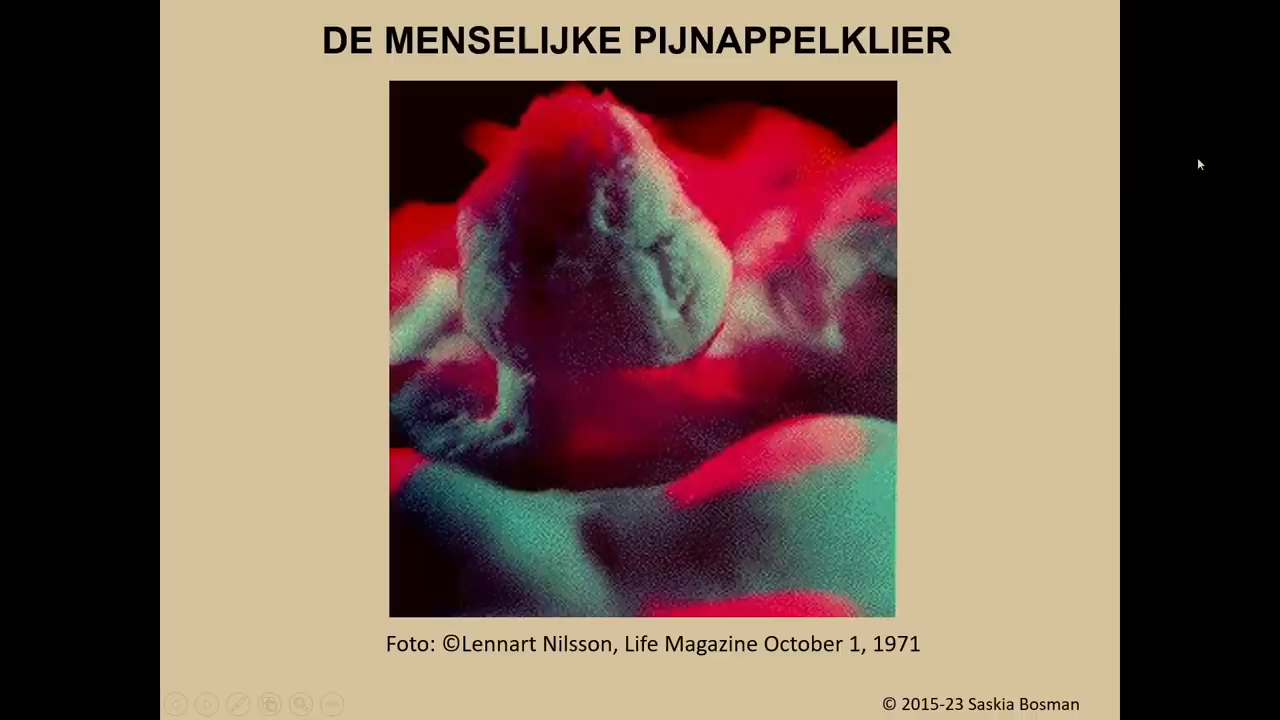 DE MENSELIJKE PIJNAPPELKLIER
Foto: ©Lennart Nilsson, Life Magazine October 1, 1971
© 2015-23 Saskia Bosman